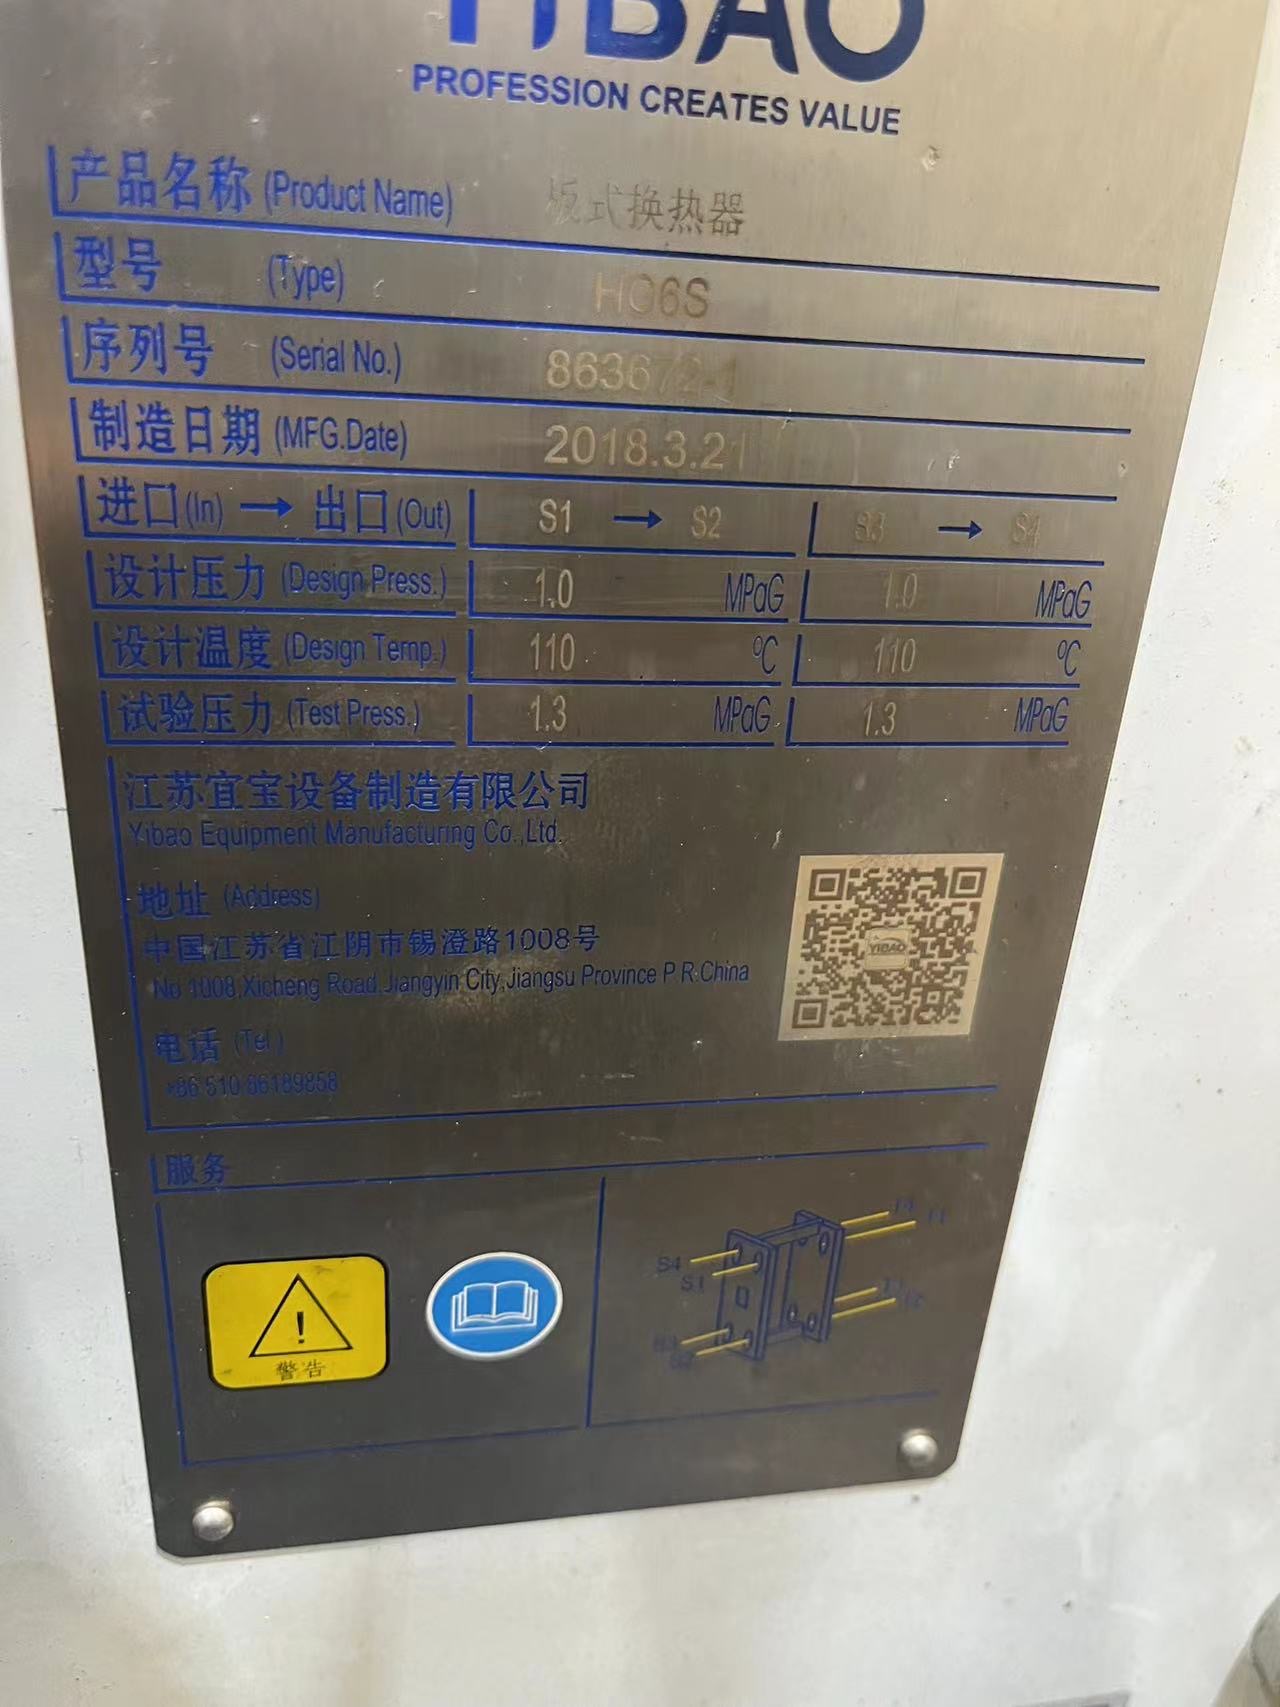 YIBAO
PROFESSION CREATES VALUE
产品名称 (Product Name) 板式换热器
型号 (Type) HO6S
序列号 (Serial No.) 863672-1
制造日期 (MFG.Date) 2018.3.21
进口(In) → 出口(Out) S1 → S2 S3 → S4
设计压力 (Design Press.) 1.0 MPaG 1.0 MPaG
设计温度 (Design Temp.) 110 ℃ 110 ℃
试验压力 (Test Press.) 1.3 MPaG 1.3 MPaG
江苏宜宝设备制造有限公司
Yibao Equipment Manufacturing Co.,Ltd.
地址 (Address)
中国江苏省江阴市锡澄路1008号
No 1008,Xicheng Road,Jiangyin City,Jiangsu Province P.R.China
YIBAO
电话 (Tel.)
+86 510 86189858
服务
警告
S4
S1
S3
S2